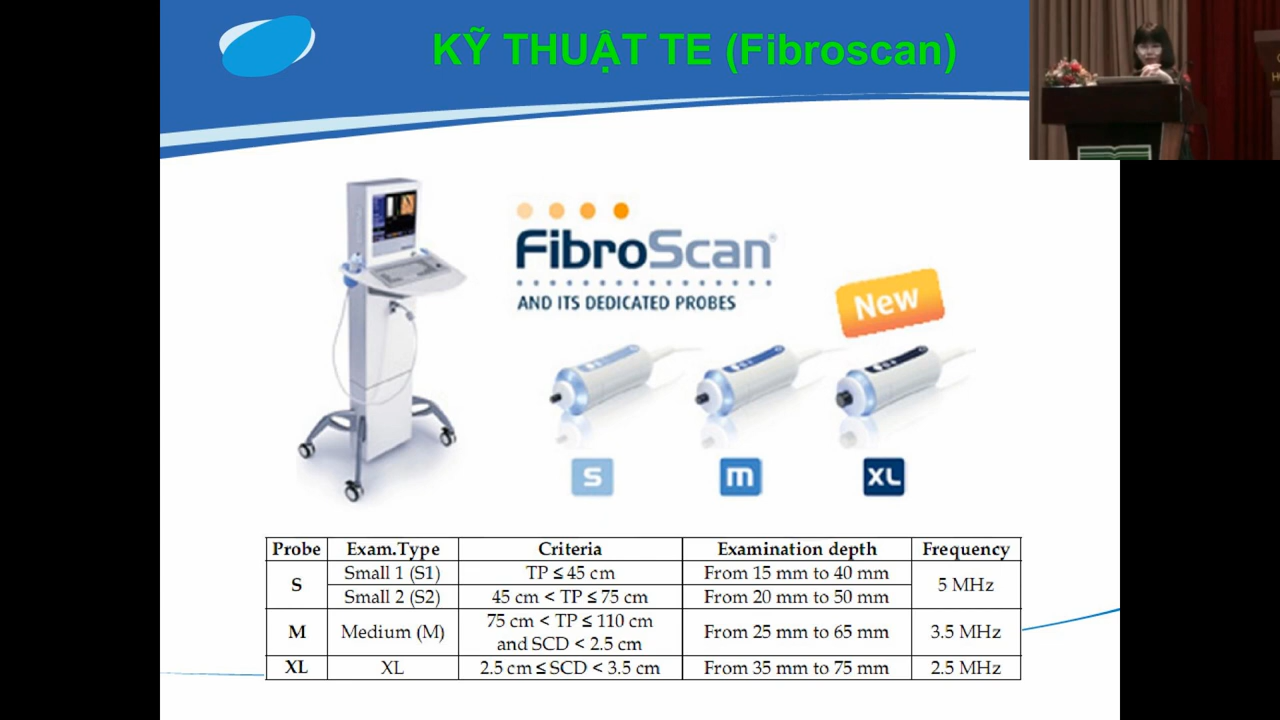 KỸ THUẬT TE (Fibroscan)
FibroScan®
AND ITS DEDICATED PROBES
New
S
m
XL
Probe Exam.Type Criteria Examination depth Frequency
S Small 1 (S1) TP ≤ 45 cm From 15 mm to 40 mm 5 MHz
Small 2 (S2) 45 cm < TP ≤ 75 cm From 20 mm to 50 mm
M Medium (M) 75 cm < TP ≤ 110 cm and SCD < 2.5 cm From 25 mm to 65 mm 3.5 MHz
XL XL 2.5 cm ≤ SCD < 3.5 cm From 35 mm to 75 mm 2.5 MHz